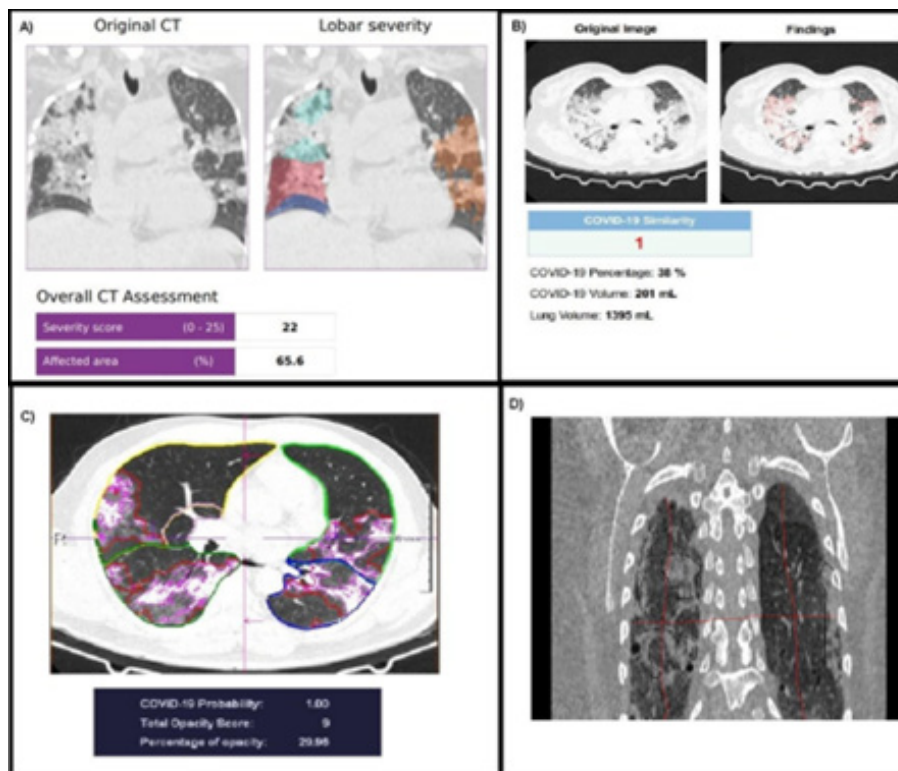 A)
Original CT
Lobar severity
Overall CT Assessment
Severity score (0 - 25) 22
Affected area (%) 65.6
B)
Original Image
Findings
COVID-19 Similarity
1
COVID-19 Percentage: 38 %
COVID-19 Volume: 201 mL
Lung Volume: 1395 mL
C)
COVID-19 Probability: 1.00
Total Opacity Score: 9
Percentage of opacity: 29.96
D)